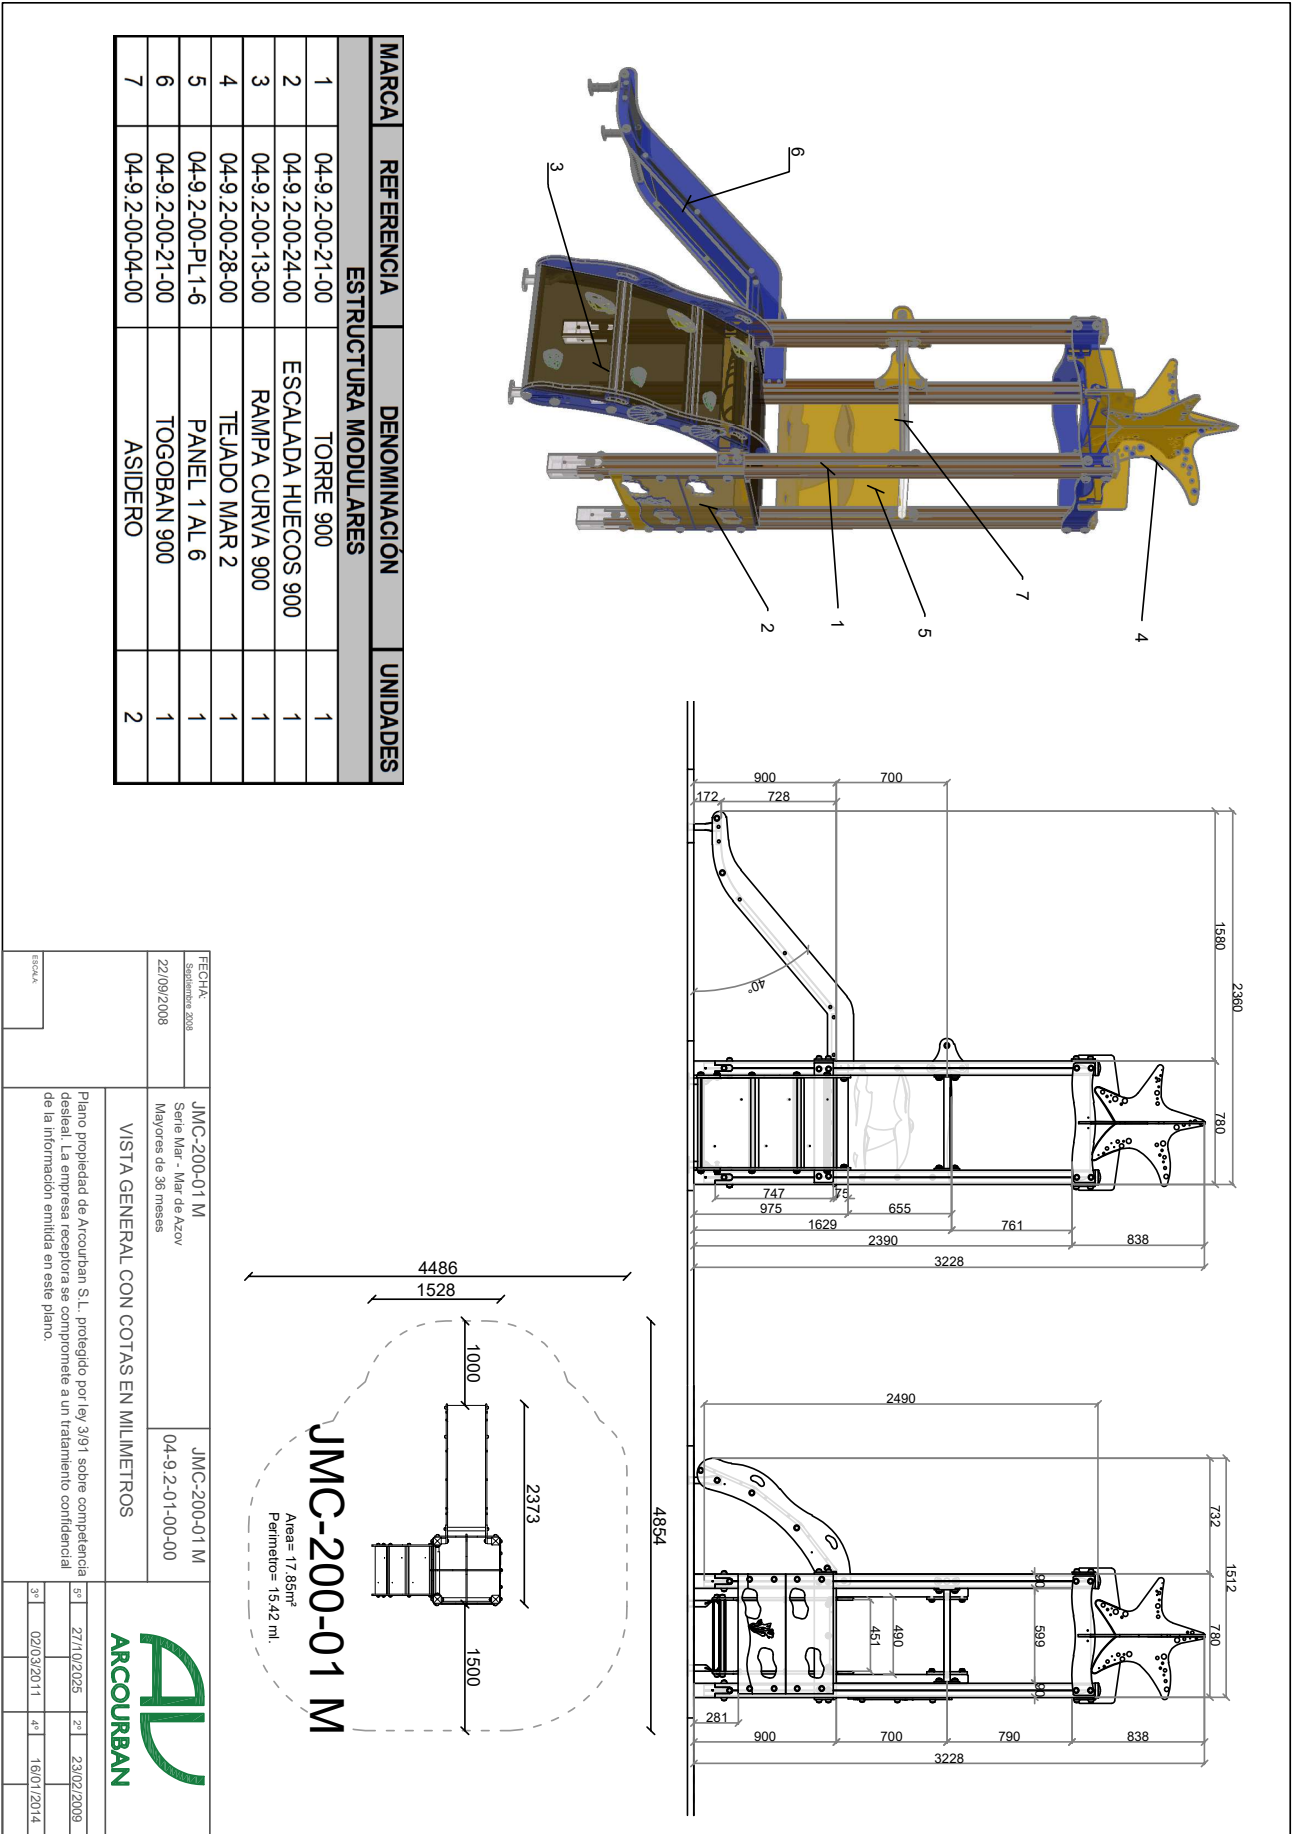 MARCA REFERENCIA DENOMINACIÓN UNIDADES
ESTRUCTURA MODULARES
1 04-9.2-00-21-00 TORRE 900 1
2 04-9.2-00-24-00 ESCALADA HUECOS 900 1
3 04-9.2-00-13-00 RAMPA CURVA 900 1
4 04-9.2-00-28-00 TEJADO MAR 2 1
5 04-9.2-00-PL1-6 PANEL 1 AL 6 1
6 04-9.2-00-21-00 TOGOBAN 900 1
7 04-9.2-00-04-00 ASIDERO 2
4
7
5
1
2
6
3
2360
1580
780
900
700
172
728
40°
747
75
975
655
1629
761
2390
838
3228
1512
732
780
2490
90
599
90
490
451
281
900
700
790
838
3228
4854
2373
1000
1500
4486
1528
JMC-200-01 M
Area= 17.85m²
Perimetro= 15.42 ml.
FECHA:
Septiembre 2008
22/09/2008
ESCALA:
JMC-200-01 M
Serie Mar - Mar de Azov
Mayores de 36 meses
JMC-200-01 M
04-9.2-01-00-00
VISTA GENERAL CON COTAS EN MILIMETROS
Plano propiedad de Arcourban S.L. protegido por ley 3/91 sobre competencia
desleal. La empresa receptora se compromete a un tratamiento confidencial
de la información emitida en este plano.
ARCOURBAN
5º 27/10/2025 2º 23/02/2009
3º 02/03/2011 4º 16/01/2014